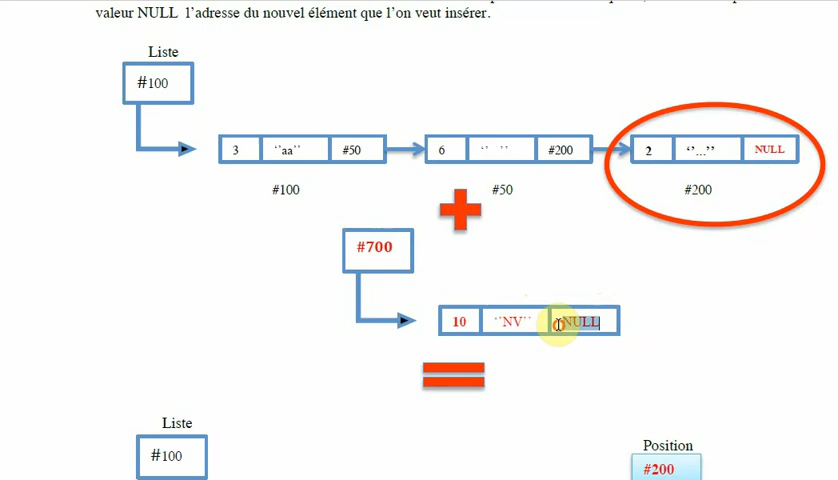 valeur NULL l’adresse du nouvel élément que l’on veut insérer.
Liste
#100
3 ‘’aa’’ #50
6 ‘’ ’’ #200
2 ‘’...’’ NULL
#100
#50
#200
#700
10 ‘’NV’’ NULL
Liste
#100
Position
#200